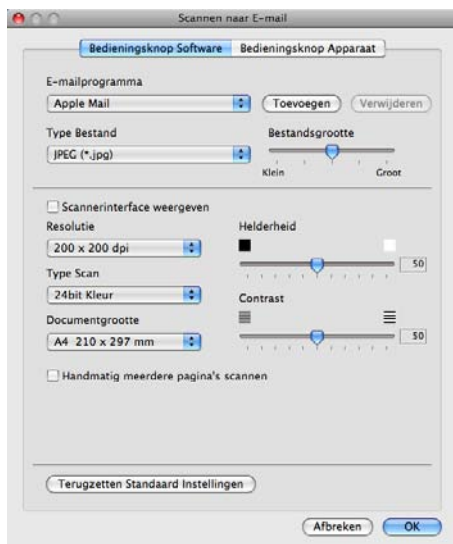 Scannen naar E-mail
Bedieningsknop Software Bedieningsknop Apparaat
E-mailprogramma
Apple Mail Toevoegen Verwijderen
Type Bestand Bestandsgrootte
JPEG (*.jpg)
Klein Groot
Scannerinterface weergeven
Resolutie Helderheid
200 x 200 dpi
50
Type Scan
24bit Kleur
Contrast
Documentgrootte
A4 210 x 297 mm 50
Handmatig meerdere pagina's scannen
Terugzetten Standaard Instellingen
Afbreken OK